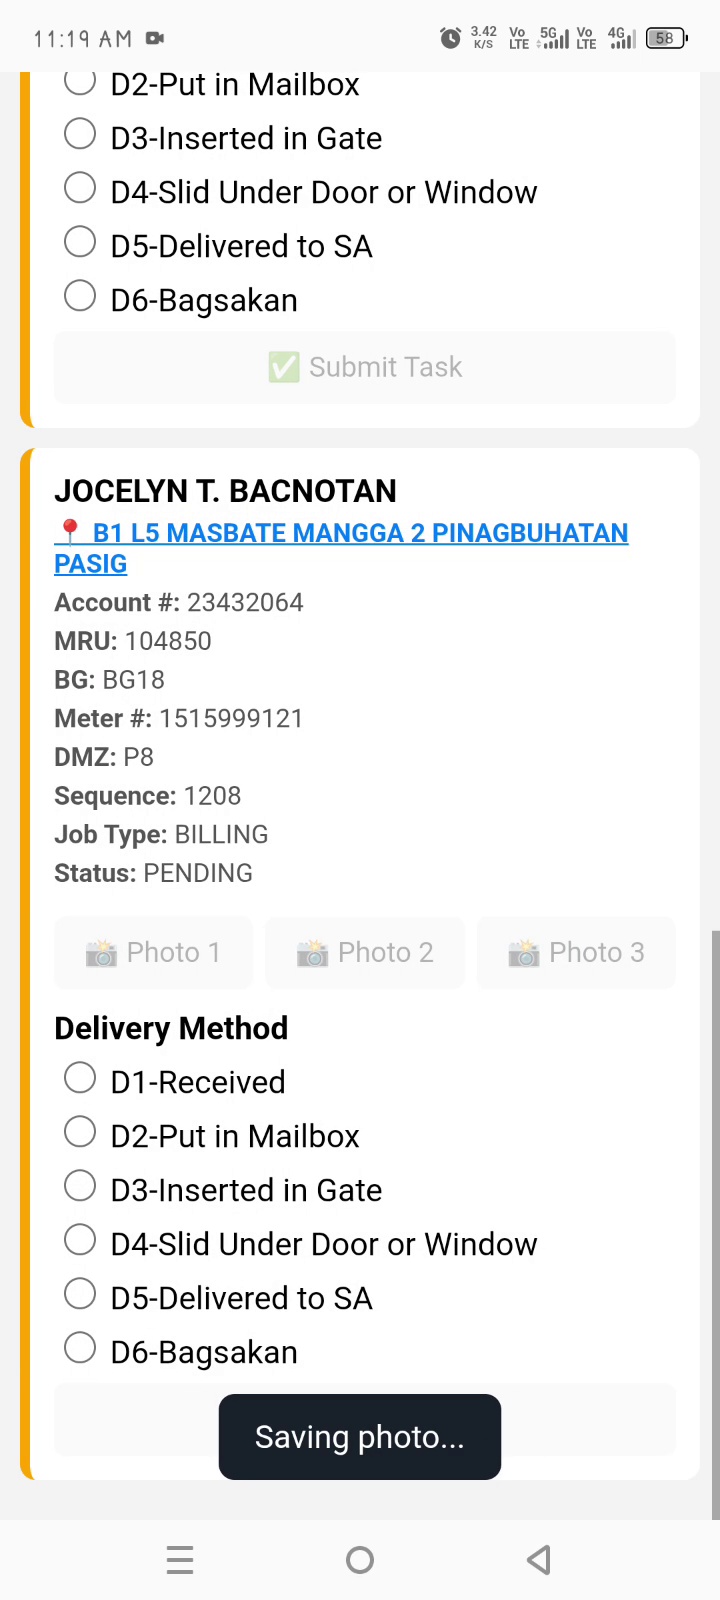 11:19 AM
3.42 K/S Vo LTE 5G Vo LTE 4G 58
D2-Put in Mailbox
D3-Inserted in Gate
D4-Slid Under Door or Window
D5-Delivered to SA
D6-Bagsakan
✅ Submit Task
JOCELYN T. BACNOTAN
📍 B1 L5 MASBATE MANGGA 2 PINAGBUHATAN
PASIG
Account #: 23432064
MRU: 104850
BG: BG18
Meter #: 1515999121
DMZ: P8
Sequence: 1208
Job Type: BILLING
Status: PENDING
📸 Photo 1 📸 Photo 2 📸 Photo 3
Delivery Method
D1-Received
D2-Put in Mailbox
D3-Inserted in Gate
D4-Slid Under Door or Window
D5-Delivered to SA
D6-Bagsakan
Saving photo...